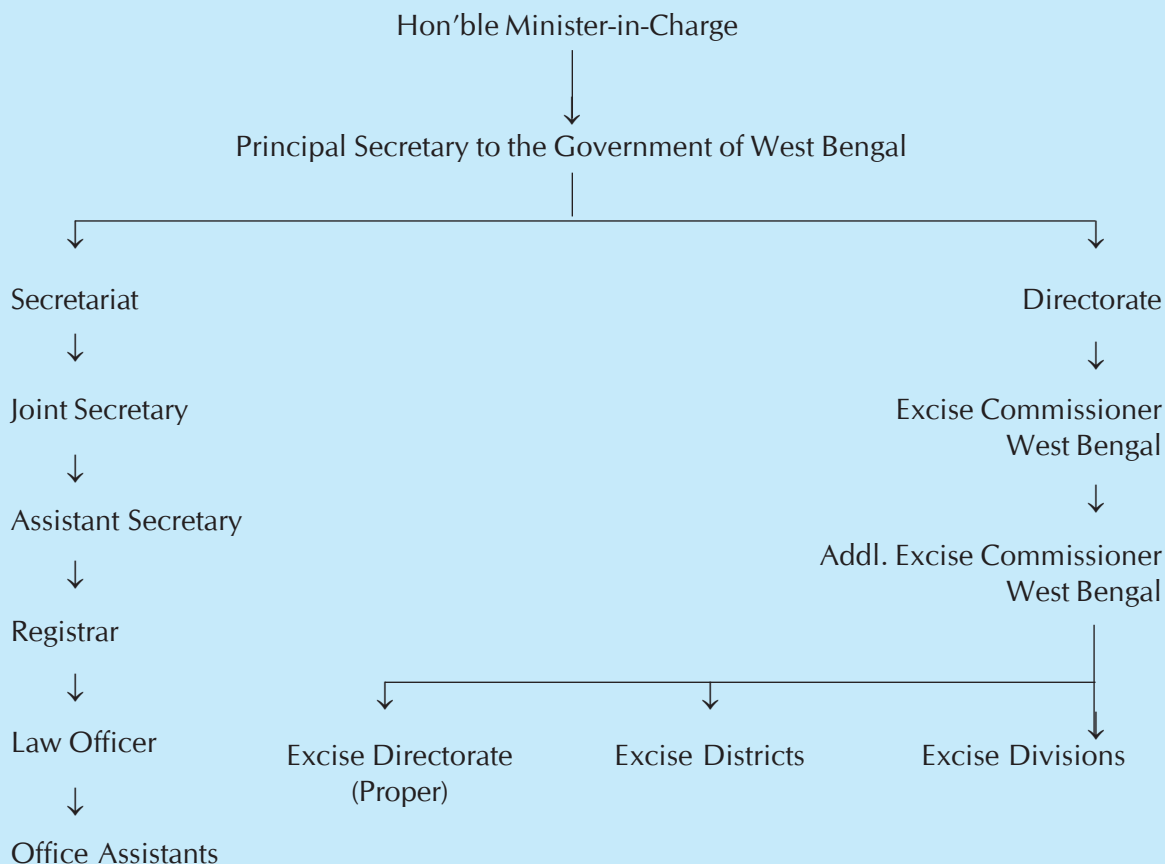 Hon’ble Minister-in-Charge
Principal Secretary to the Government of West Bengal
Secretariat
Directorate
Joint Secretary
Excise Commissioner
West Bengal
Assistant Secretary
Addl. Excise Commissioner
West Bengal
Registrar
Law Officer
Excise Directorate
(Proper)
Excise Districts
Excise Divisions
Office Assistants